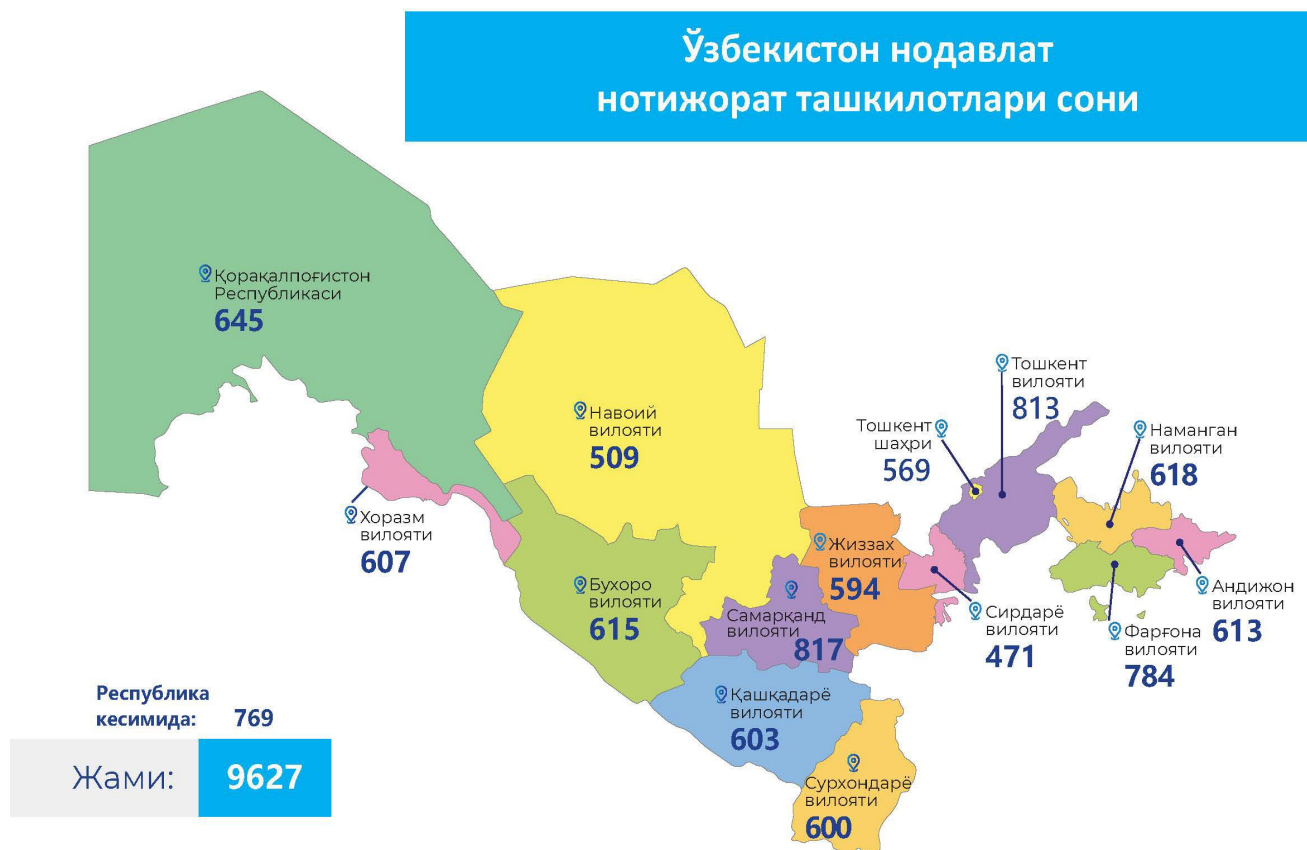 Ўзбекистон нодавлат
нотижорат ташкилотлари сони
Қорақалпоғистон
Республикаси
645
Навоий
вилояти
509
Тошкент
вилояти
813
Тошкент
шаҳри
569
Наманган
вилояти
618
Хоразм
вилояти
607
Бухоро
вилояти
615
Жиззах
вилояти
594
Самарқанд
вилояти
817
Сирдарё
вилояти
471
Андижон
вилояти
613
Фарғона
вилояти
784
Қашқадарё
вилояти
603
Сурхондарё
вилояти
600
Республика
кесимида: 769
Жами: 9627